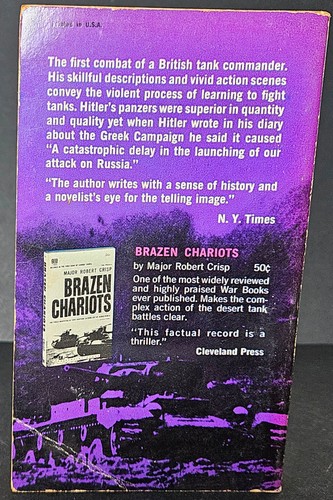 in U.S.A.
The first combat of a British tank commander.
His skillful descriptions and vivid action scenes
convey the violent process of learning to fight
tanks. Hitler's panzers were superior in quantity
and quality yet when Hitler wrote in his diary
about the Greek Campaign he said it caused
"A catastrophic delay in the launching of our
attack on Russia."
"The author writes with a sense of history and
a novelist's eye for the telling image."
N. Y. Times
MAJOR ROBERT CRISP
BRAZEN
CHARIOTS
BRAZEN CHARIOTS
by Major Robert Crisp 50¢
One of the most widely reviewed
and highly praised War Books
ever published. Makes the com-
plex action of the desert tank
battles clear.
"This factual record is a
thriller."
Cleveland Press